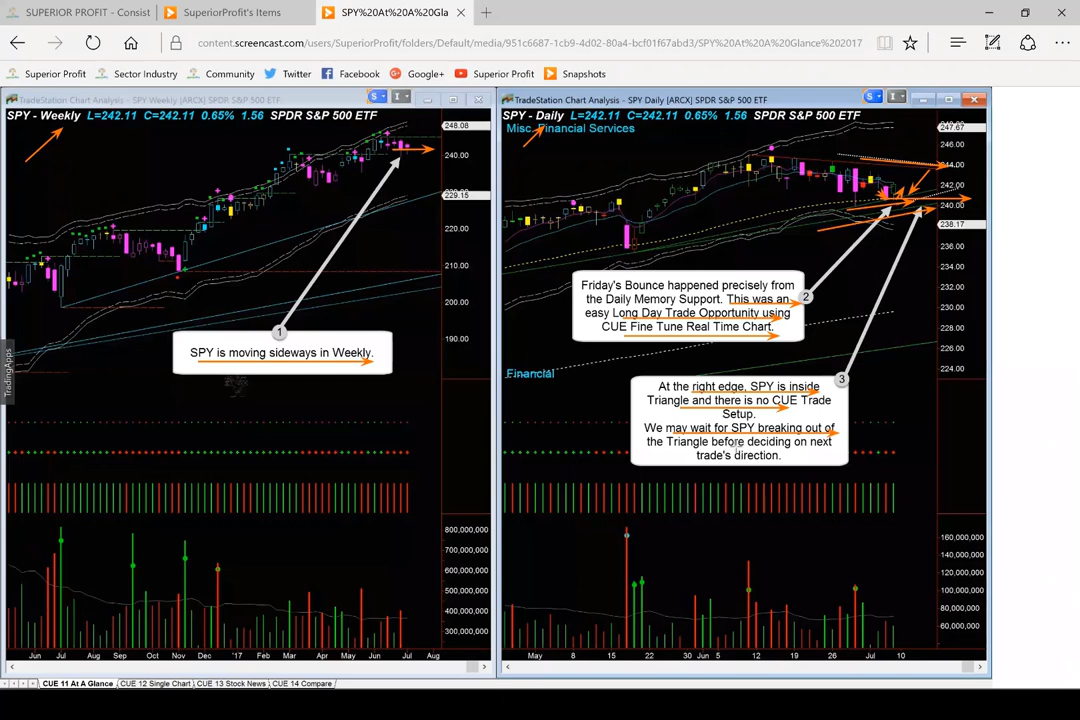 SUPERIOR PROFIT - Consist
SuperiorProfit's Items
SPY%20At%20A%20Gla
content.screencast.com/users/SuperiorProfit/folders/Default/media/951c6687-1cb9-4d02-80a4-bcf01f67abd3/SPY%20At%20A%20Glance%202017
Superior Profit
Sector Industry
Community
Twitter
Facebook
Google+
Superior Profit
Snapshots
TradeStation Chart Analysis - SPY Weekly [ARCX] SPDR S&P 500 ETF
SPY - Weekly L=242.11 C=242.11 0.65% 1.56 SPDR S&P 500 ETF
248.08
240.00
229.15
220.00
210.00
200.00
190.00
1
SPY is moving sideways in Weekly.
800,000,000
700,000,000
600,000,000
500,000,000
400,000,000
300,000,000
Jun Jul Aug Sep Oct Nov Dec '17 Feb Mar Apr May Jun Jul Aug
TradingApps
TradeStation Chart Analysis - SPY Daily [ARCX] SPDR S&P 500 ETF
SPY - Daily L=242.11 C=242.11 0.65% 1.56 SPDR S&P 500 ETF
Misc. Financial Services
247.67
244.00
242.00
240.00
238.17
236.00
234.00
232.00
230.00
228.00
226.00
224.00
2
Friday's Bounce happened precisely from
the Daily Memory Support. This was an
easy Long Day Trade Opportunity using
CUE Fine Tune Real Time Chart.
Financial
3
At the right edge, SPY is inside
Triangle and there is no CUE Trade
Setup.
We may wait for SPY breaking out of
the Triangle before deciding on next
trade's direction.
160,000,000
140,000,000
120,000,000
100,000,000
80,000,000
60,000,000
May 8 15 22 30 Jun 5 12 19 26 Jul 10
CUE 11 At A Glance CUE 12 Single Chart CUE 13 Stock News CUE 14 Compare